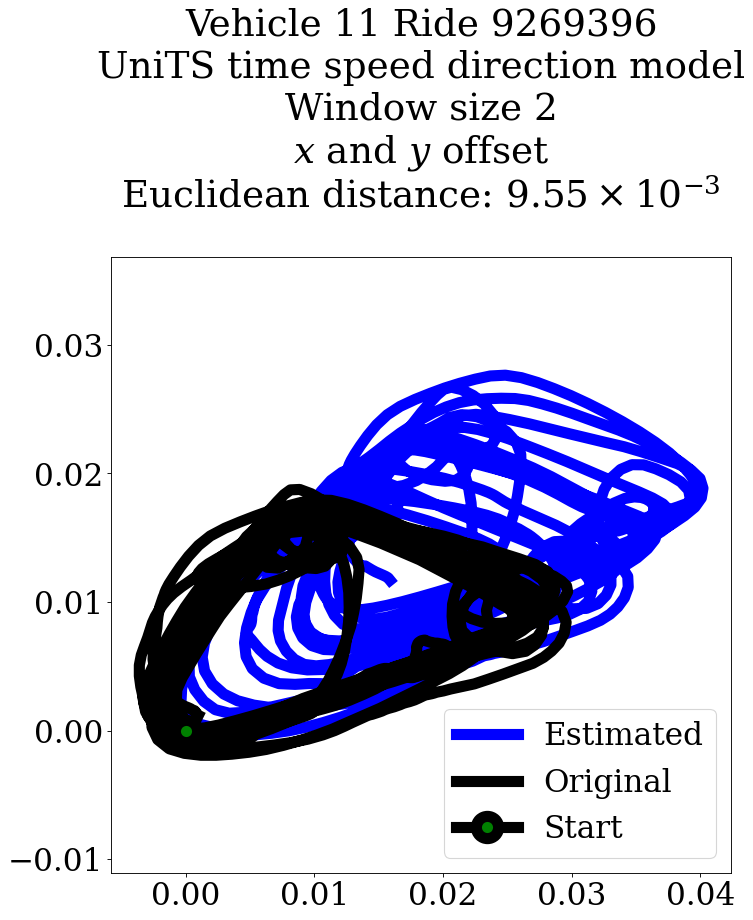 Vehicle 11 Ride 9269396
UniTS time speed direction model
Window size 2
x and y offset
Euclidean distance: 9.55 × 10⁻³
0.03
0.02
0.01
0.00
−0.01
0.00 0.01 0.02 0.03 0.04
Estimated
Original
Start